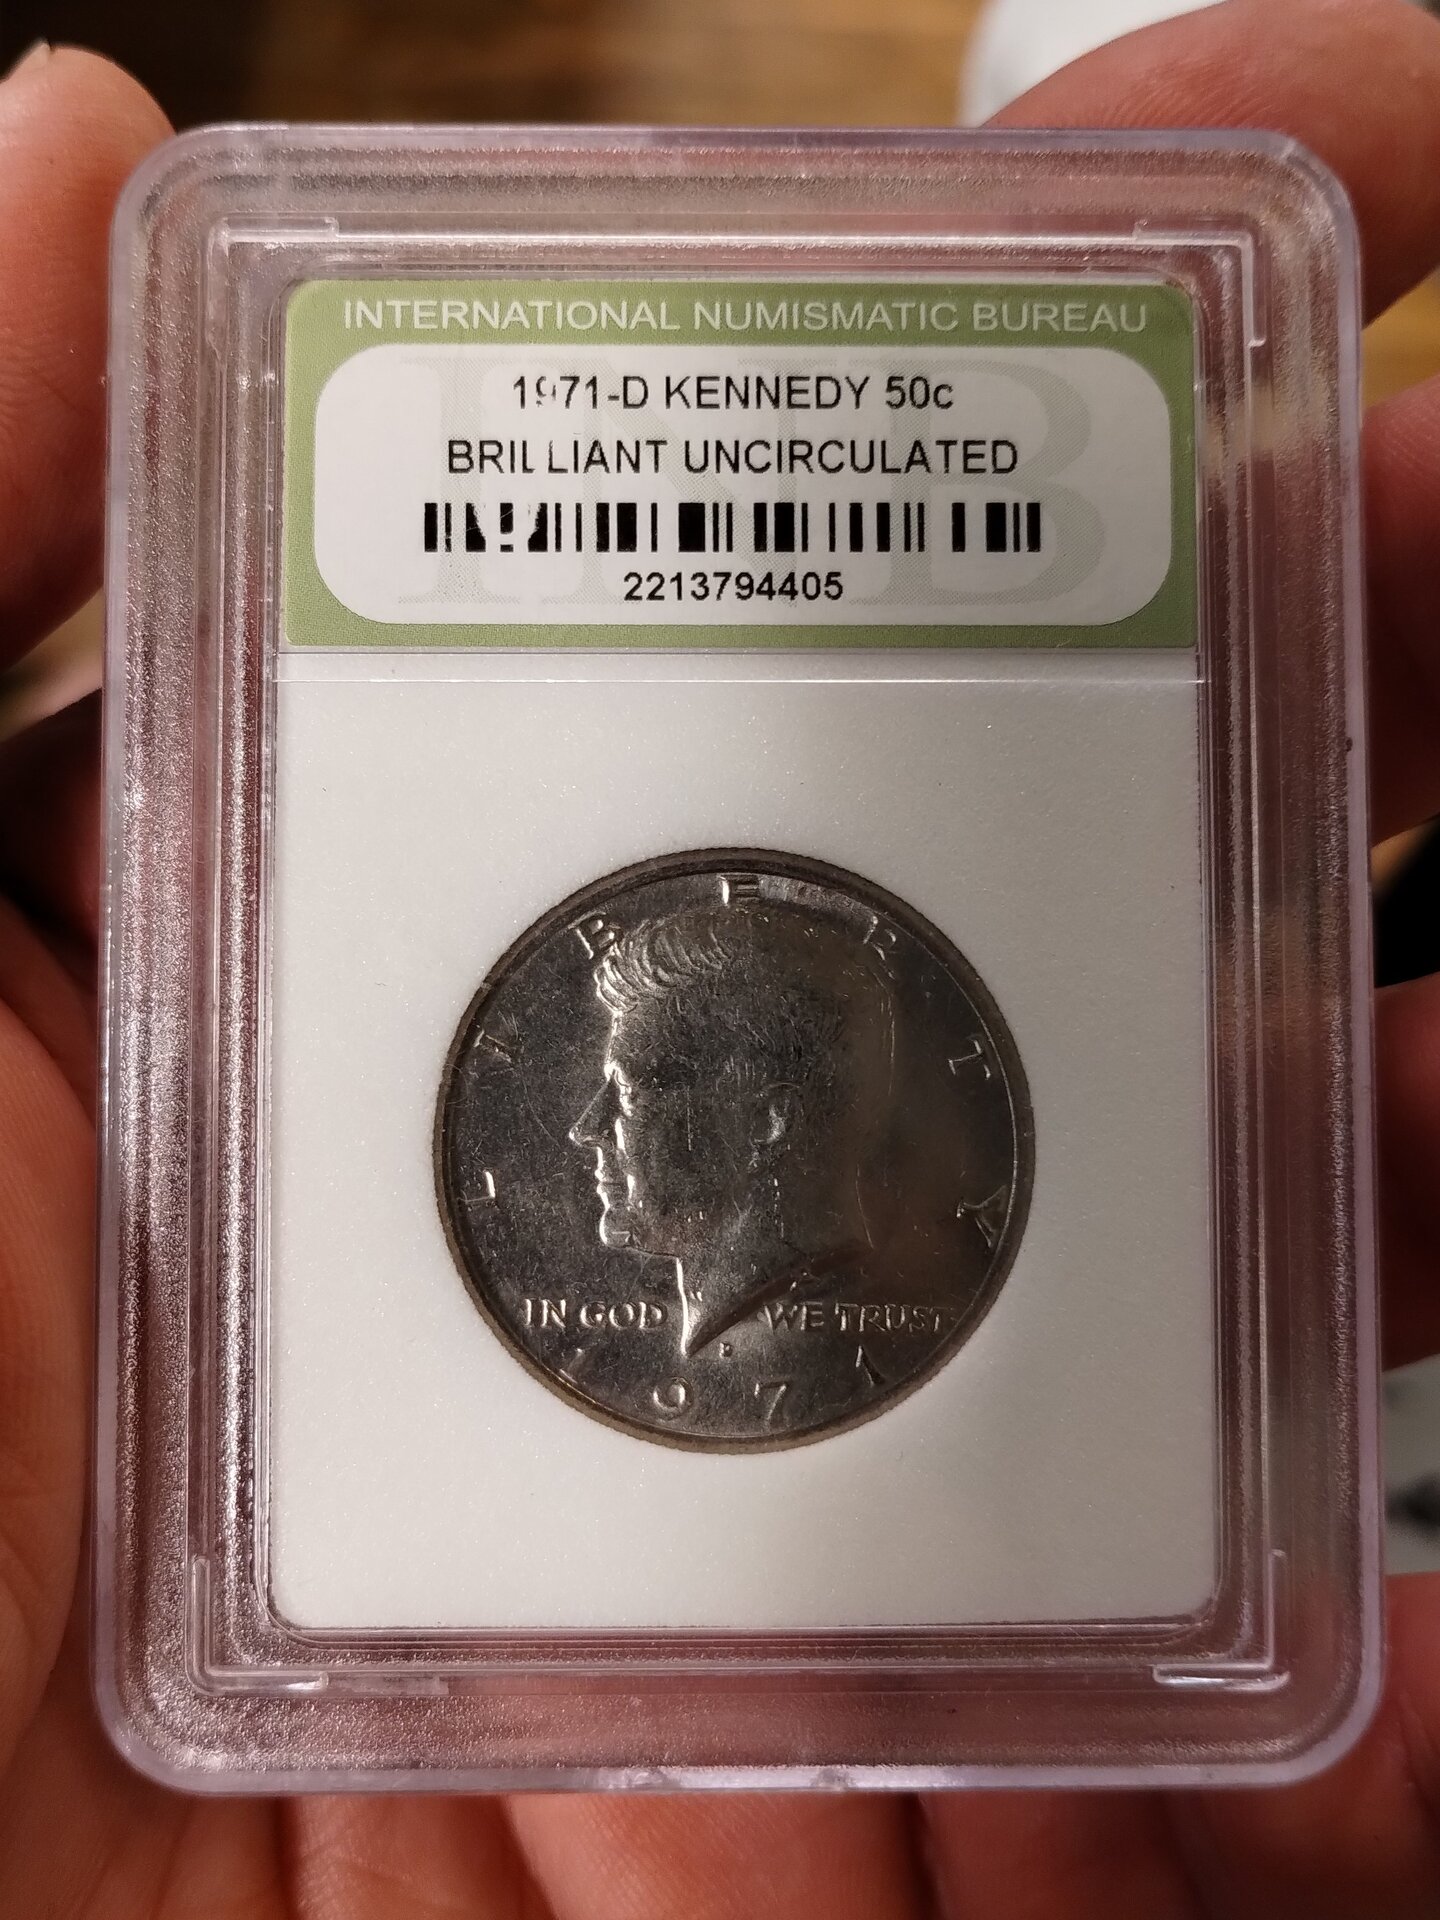 INTERNATIONAL NUMISMATIC BUREAU
1971-D KENNEDY 50c
BRILLIANT UNCIRCULATED
2213794405
LIBERTY
IN GOD WE TRUST
D
1971